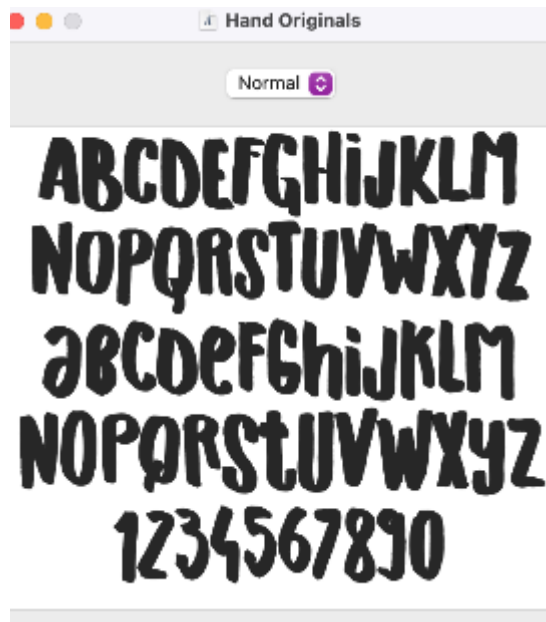 Hand Originals
Normal
ABCDEFGHiJKLM
NOPQRSTUVWXYZ
aBCDeFGhiJKLM
NOPQRStUVWXyZ
1234567890